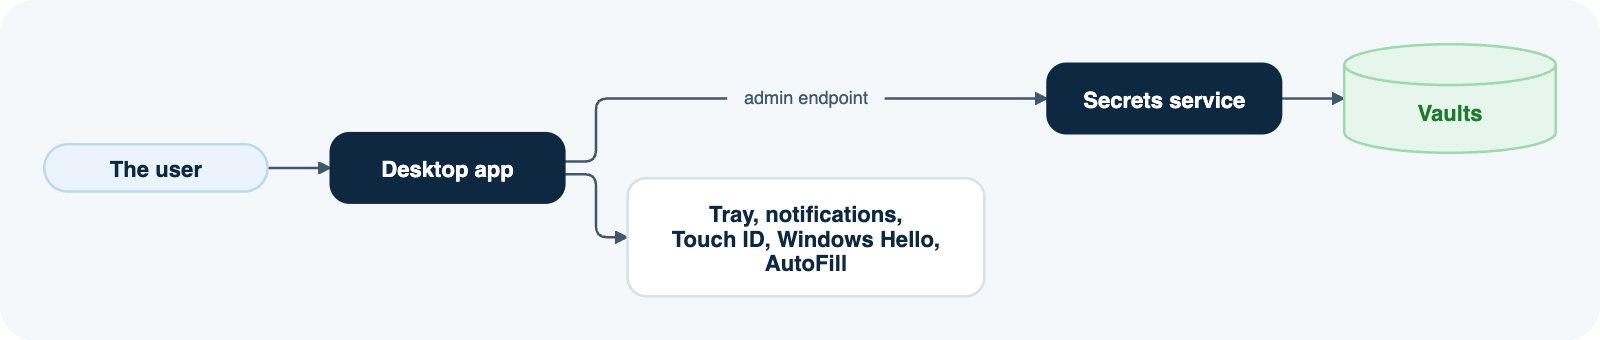 The user
Desktop app
admin endpoint
Secrets service
Vaults
Tray, notifications,
Touch ID, Windows Hello,
AutoFill